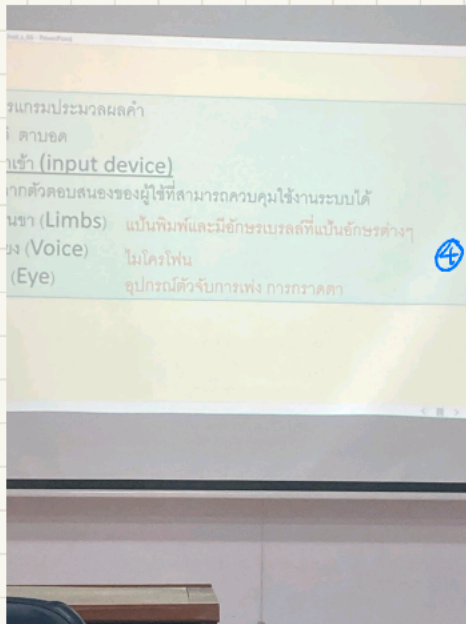 PowerPoint
รแกรมประมวลผลคำ
ตาบอด
าเข้า (input device)
ากตัวตอบสนองของผู้ใช้ที่สามารถควบคุมใช้งานระบบได้
นขา (Limbs) แป้นพิมพ์และมีอักษรเบรลล์ที่แป้นอักษรต่างๆ
ยง (Voice) ไมโครโฟน
(Eye) อุปกรณ์ตัวจับการเพ่ง การกราดตา
④